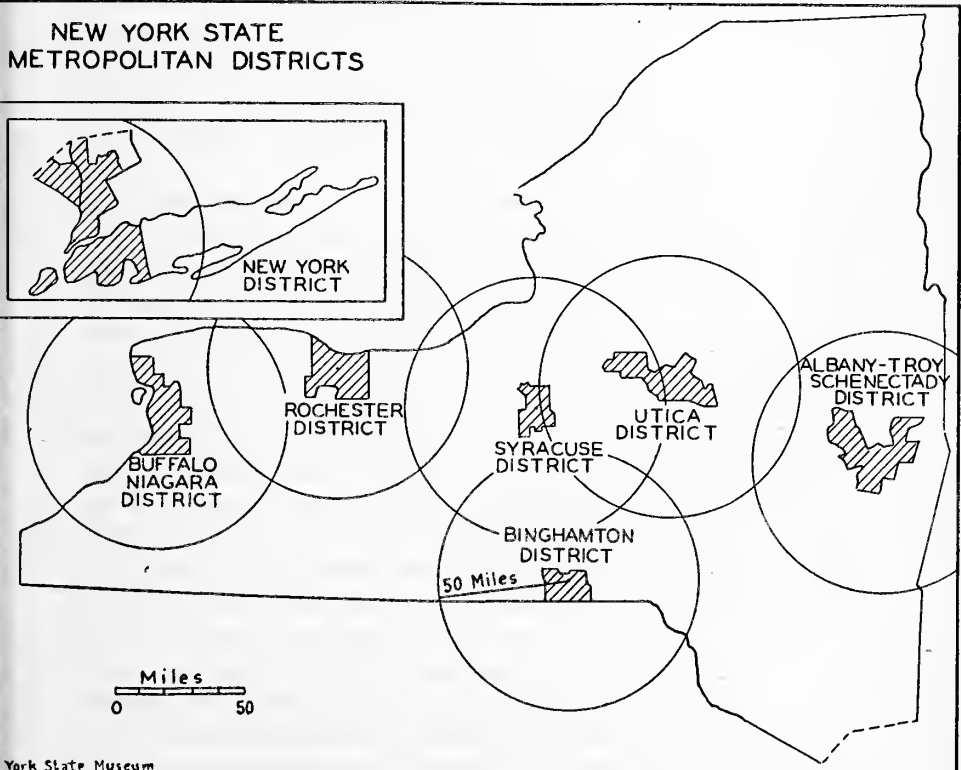 NEW YORK STATE
METROPOLITAN DISTRICTS
NEW YORK
DISTRICT
ROCHESTER
DISTRICT
BUFFALO
NIAGARA
DISTRICT
SYRACUSE
DISTRICT
UTICA
DISTRICT
ALBANY-TROY
SCHENECTADY
DISTRICT
BINGHAMTON
DISTRICT
50 Miles
Miles
0 50
York State Museum